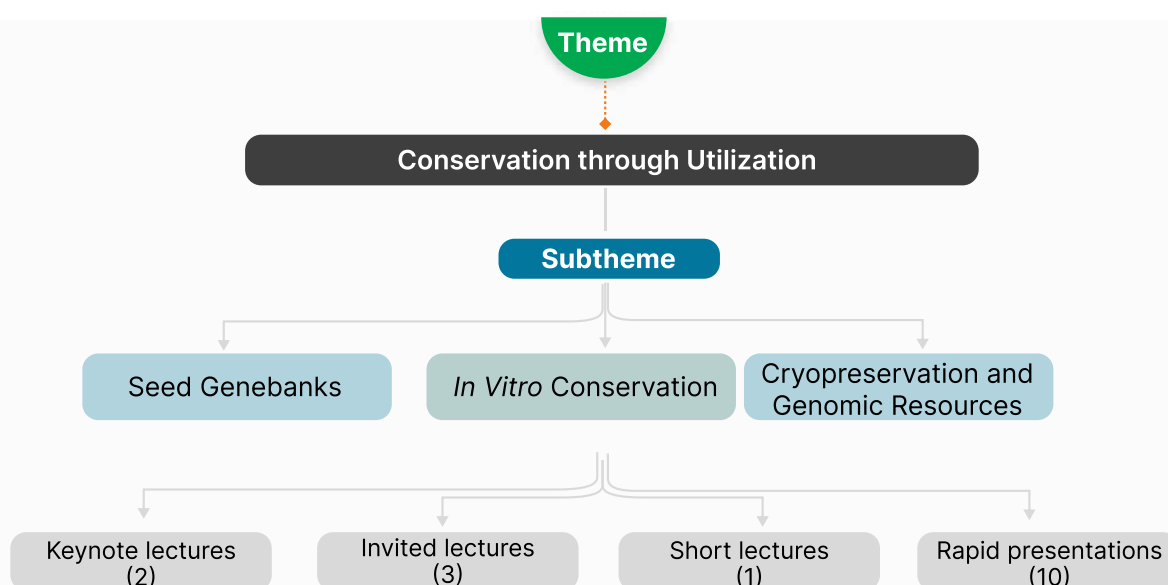 Theme
Conservation through Utilization
Subtheme
Seed Genebanks
In Vitro Conservation
Cryopreservation and
Genomic Resources
Keynote lectures
(2)
Invited lectures
(3)
Short lectures
(1)
Rapid presentations
(10)